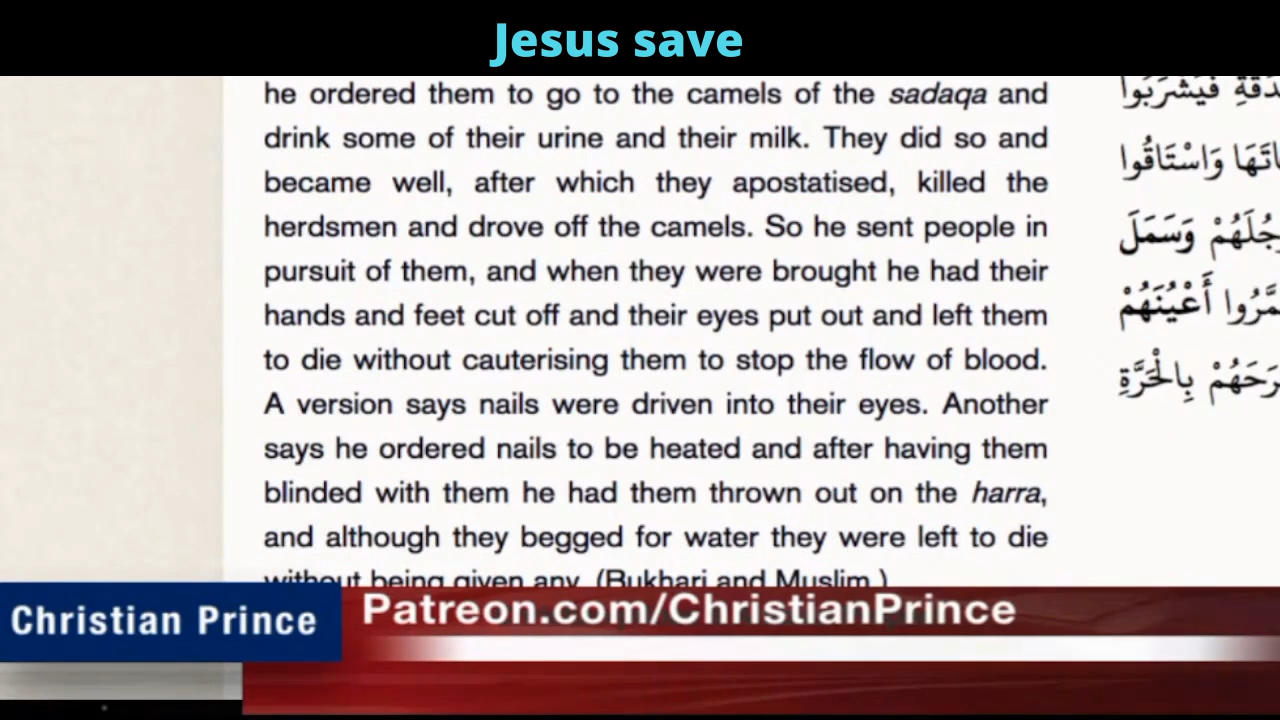 Jesus save
he ordered them to go to the camels of the sadaqa and
drink some of their urine and their milk. They did so and
became well, after which they apostatised, killed the
herdsmen and drove off the camels. So he sent people in
pursuit of them, and when they were brought he had their
hands and feet cut off and their eyes put out and left them
to die without cauterising them to stop the flow of blood.
A version says nails were driven into their eyes. Another
says he ordered nails to be heated and after having them
blinded with them he had them thrown out on the harra,
and although they begged for water they were left to die
without being given any. (Bukhari and Muslim.)
فَيَشْرَبُوا
وَاسْتَاقُوا
وَسَمَلَ
أَعْيُنَهُمْ
بِالْحَرَّةِ
Christian Prince
Patreon.com/ChristianPrince